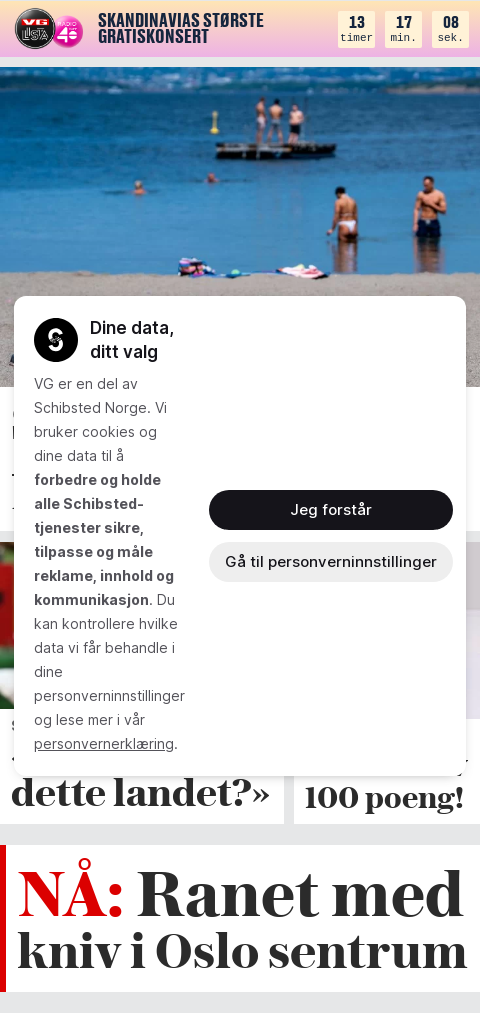 VG
LISTA
RÅDIO
4
SKANDINAVIAS STØRSTE
GRATISKONSERT
13
timer
17
min.
08
sek.
Dine data,
ditt valg
VG er en del av
Schibsted Norge. Vi
bruker cookies og
dine data til å
forbedre og holde
alle Schibsted-
tjenester sikre,
tilpasse og måle
reklame, innhold og
kommunikasjon. Du
kan kontrollere hvilke
data vi får behandle i
dine
personverninnstillinger
og lese mer i vår
personvernerklæring.
Jeg forstår
Gå til personverninnstillinger
dette landet?»
100 poeng!
NÅ: Ranet med
kniv i Oslo sentrum